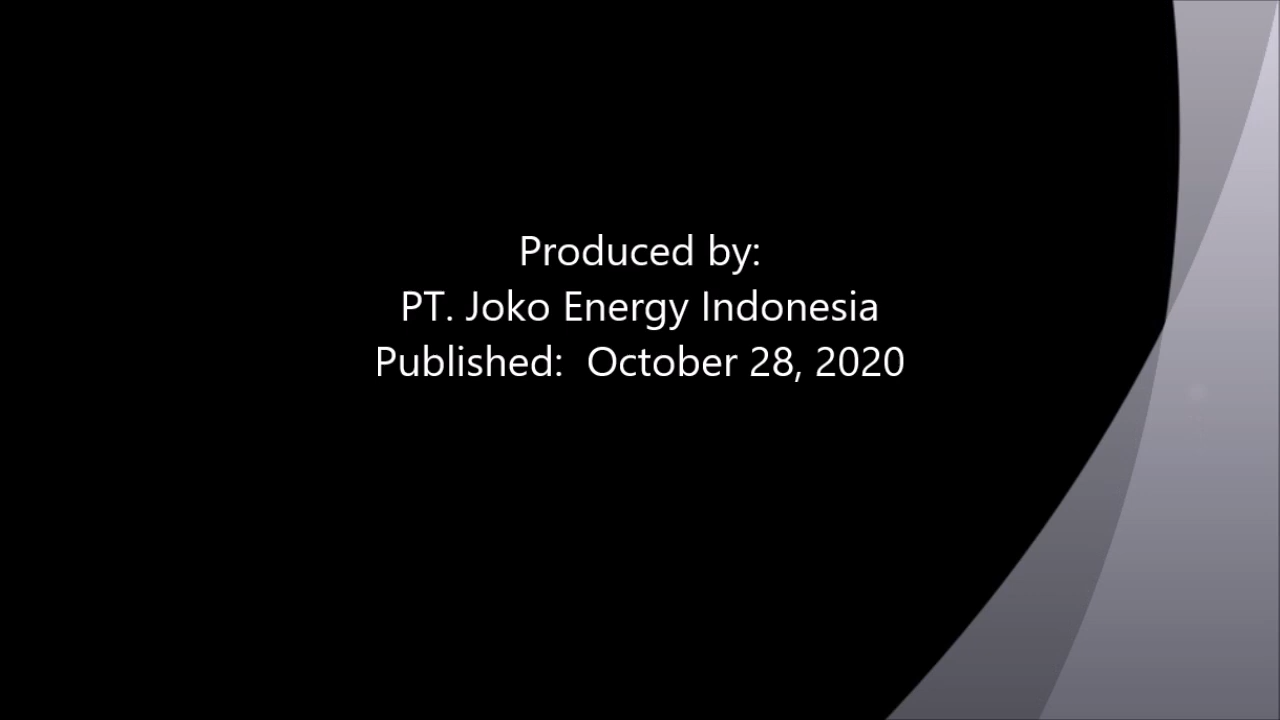 Produced by:
PT. Joko Energy Indonesia
Published:  October 28, 2020